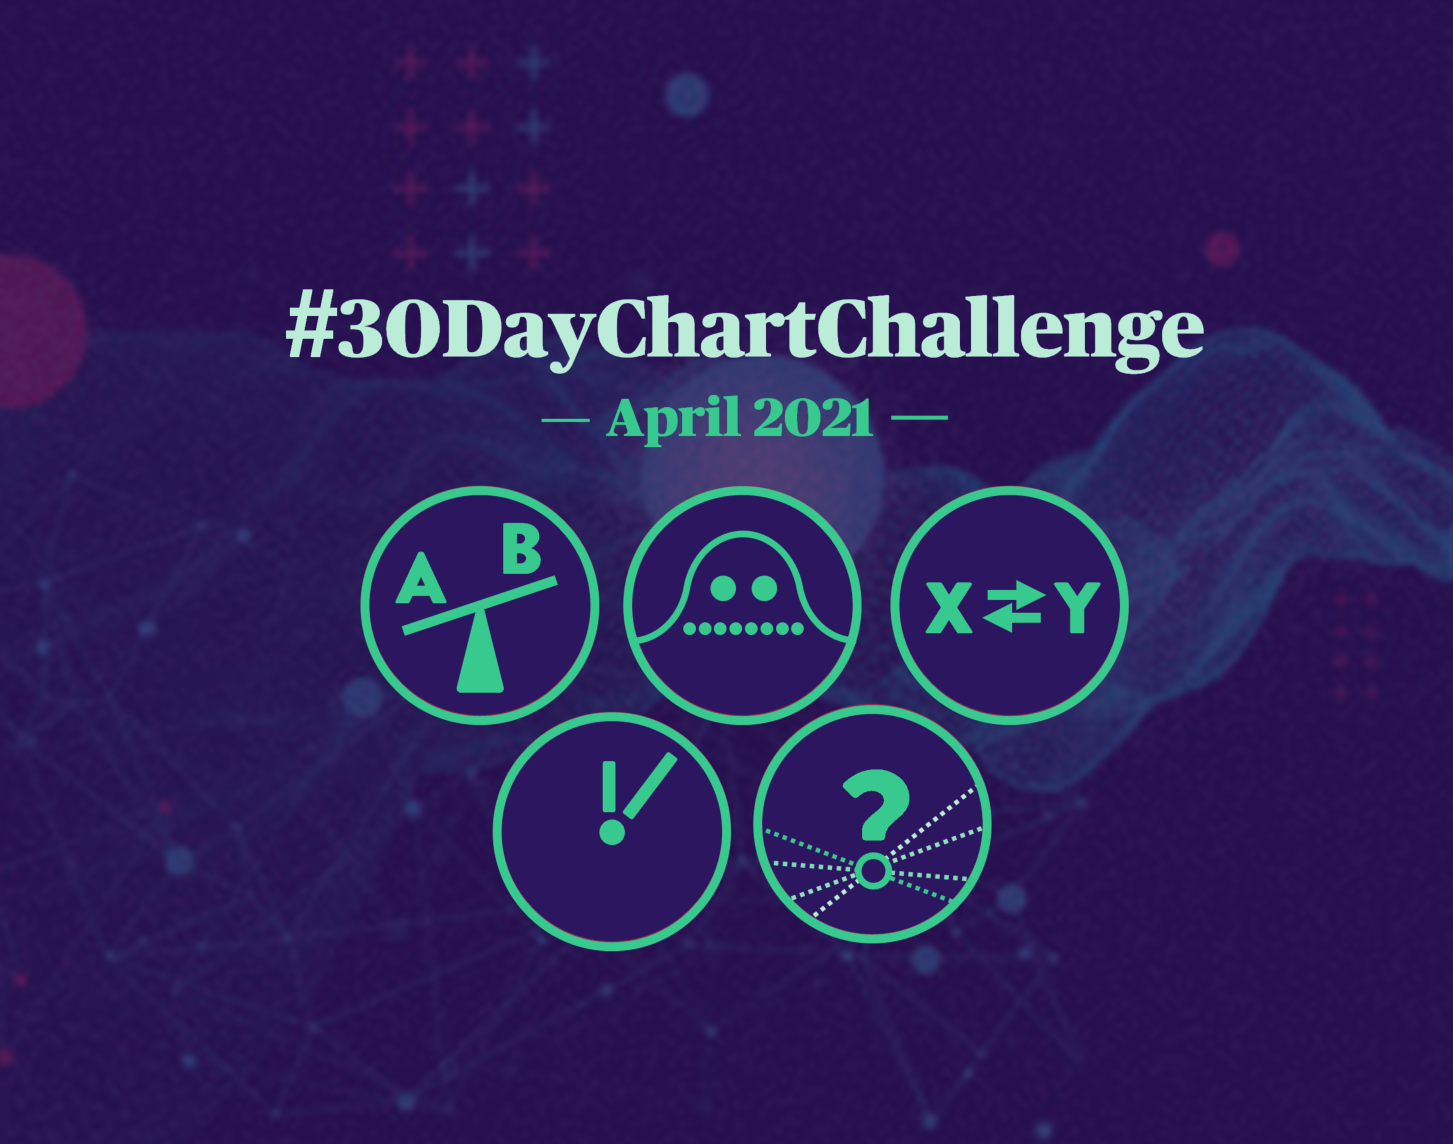 #30DayChartChallenge
— April 2021 —
A B
X ⇄ Y
?